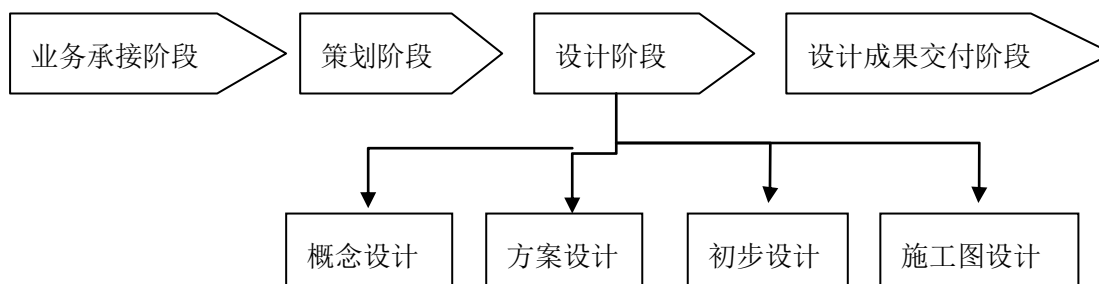 业务承接阶段
策划阶段
设计阶段
设计成果交付阶段
概念设计
方案设计
初步设计
施工图设计